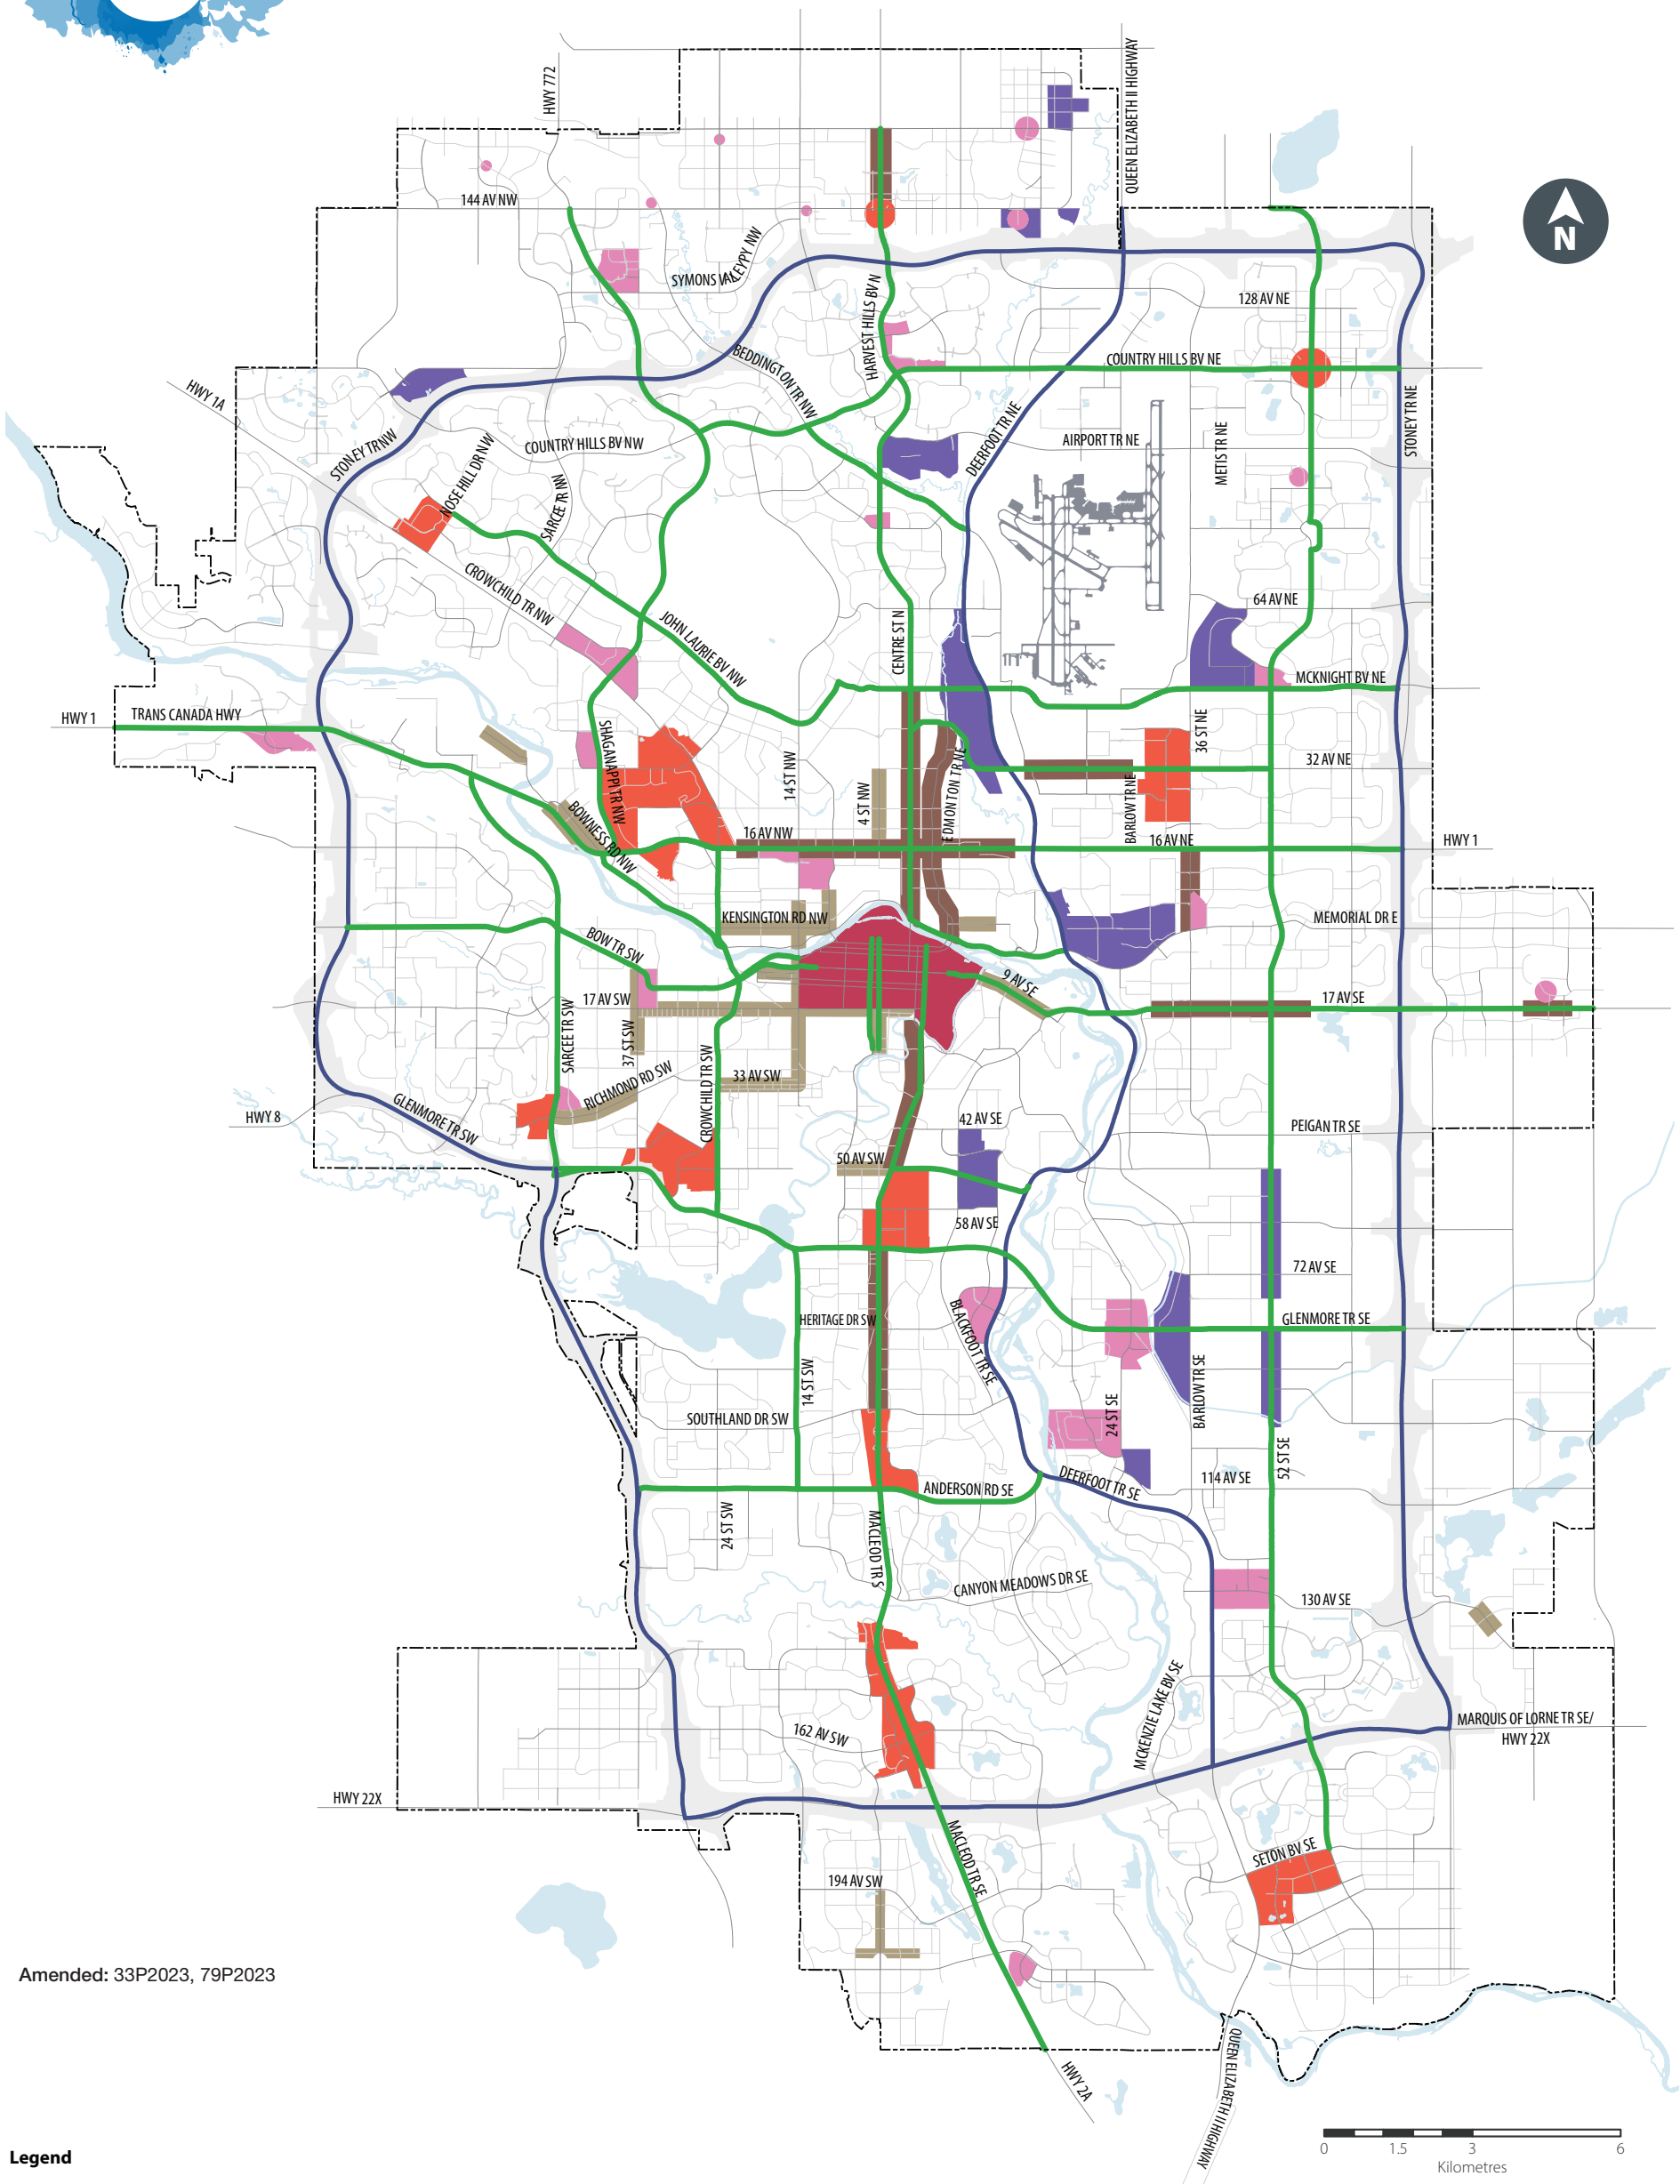 HWY 772
QUEEN ELIZABETH II HIGHWAY
144 AV NW
N
SYMONS VALLEYPY NW
HARVEST HILLS BV N
128 AV NE
BEDDINGTON TR NW
COUNTRY HILLS BV NE
HWY 1A
DEERFOOT TR NE
STONEY TR NE
STONEY TR NW
NOSE HILL DR NW
COUNTRY HILLS BV NW
AIRPORT TR NE
METIS TR NE
SARCEE TR NW
CROWCHILD TR NW
64 AV NE
JOHN LAURIE BV NW
CENTRE ST N
MCKNIGHT BV NE
HWY 1
TRANS CANADA HWY
SHAGANAPPI TR NW
36 ST NE
14 ST NW
4 ST NW
EDMONTON TR NE
32 AV NE
BARLOW TR NE
BOWNESS RD NW
16 AV NW
16 AV NE
HWY 1
KENSINGTON RD NW
MEMORIAL DR E
BOW TR SW
9 AV SE
17 AV SW
17 AV SE
SARCEE TR SW
37 ST SW
CROWCHILD TR SW
33 AV SW
RICHMOND RD SW
HWY 8
GLENMORE TR SW
42 AV SE
PEIGAN TR SE
50 AV SW
58 AV SE
72 AV SE
HERITAGE DR SW
BLACKFOOT TR SE
GLENMORE TR SE
14 ST SW
BARLOW TR SE
24 ST SE
SOUTHLAND DR SW
52 ST SE
DEERFOOT TR SE
114 AV SE
ANDERSON RD SE
24 ST SW
MACLEOD TR S
CANYON MEADOWS DR SE
130 AV SE
MCKENZIE LAKE BV SE
162 AV SW
MARQUIS OF LORNE TR SE/
HWY 22X
HWY 22X
MACLEOD TR SE
SETON BV SE
194 AV SW
Amended: 33P2023, 79P2023
QUEEN ELIZABETH II HIGHWAY
HWY 2A
Legend
0 1.5 3 6
Kilometres